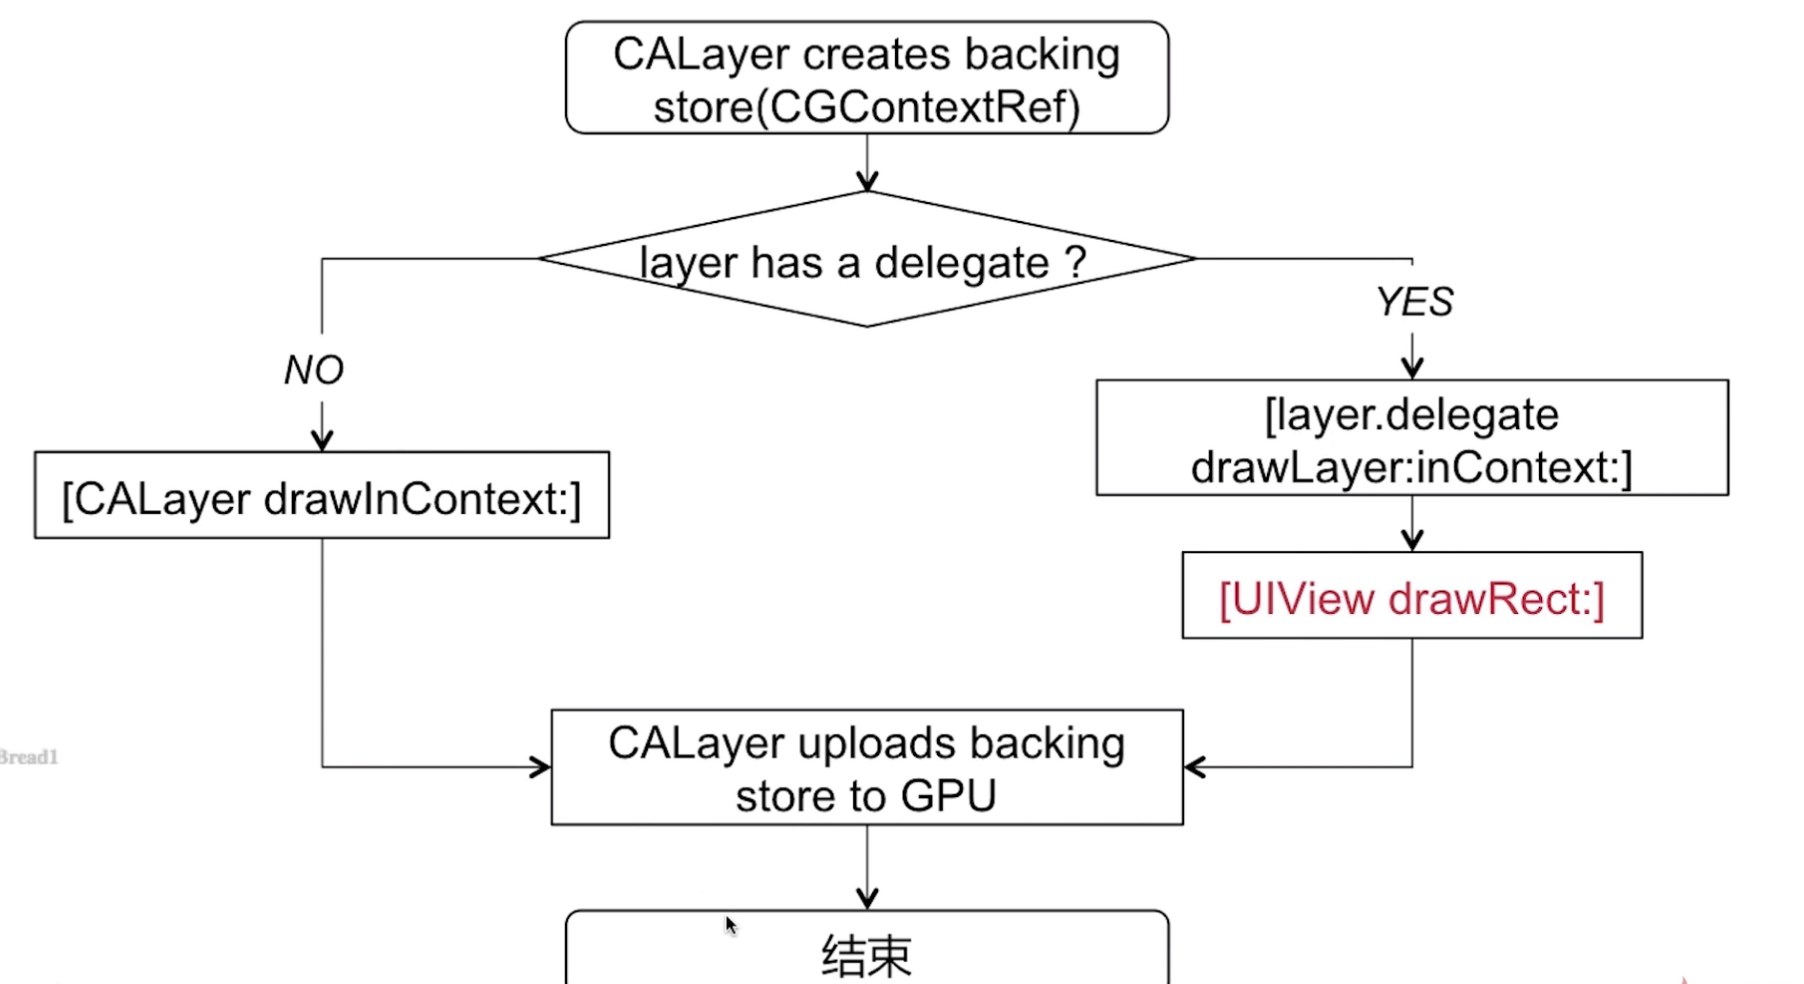 CALayer creates backing
store(CGContextRef)
layer has a delegate ?
YES
NO
[layer.delegate
drawLayer:inContext:]
[CALayer drawInContext:]
[UIView drawRect:]
CALayer uploads backing
store to GPU
Bread1
结束